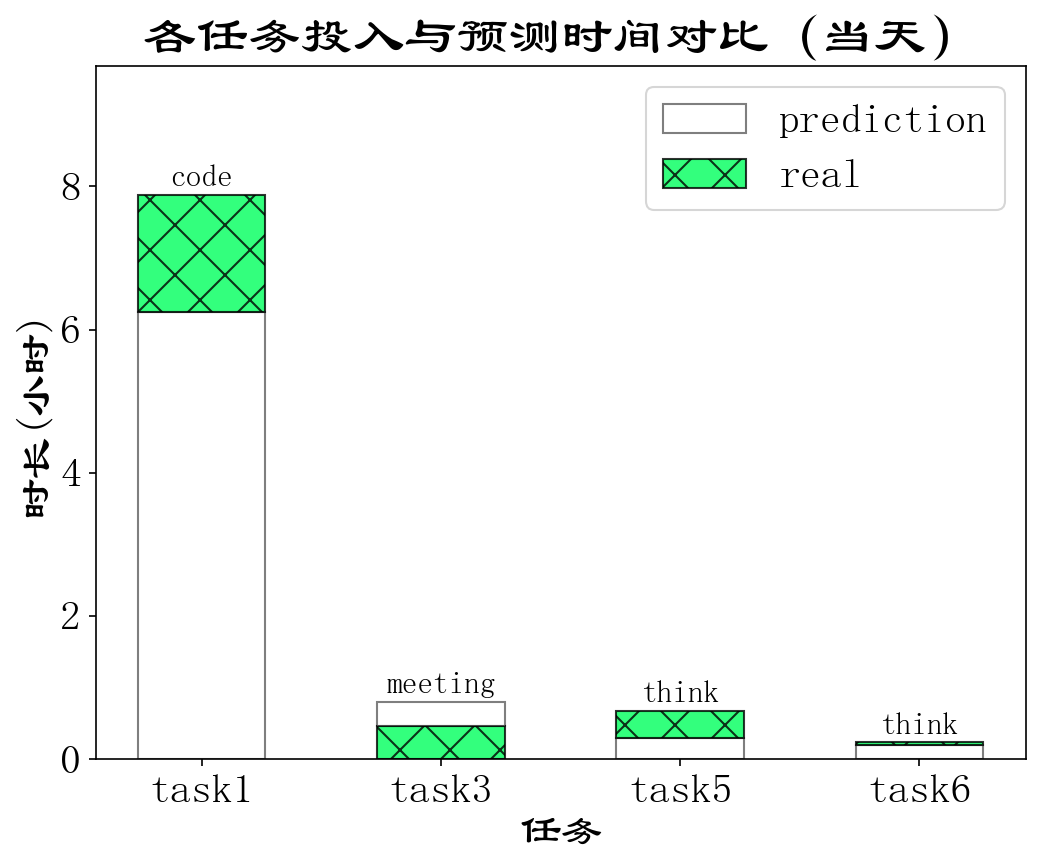 各任务投入与预测时间对比 (当天)
prediction
real
code
meeting
think
think
8
6
4
2
0
时长(小时)
task1 task3 task5 task6
任务